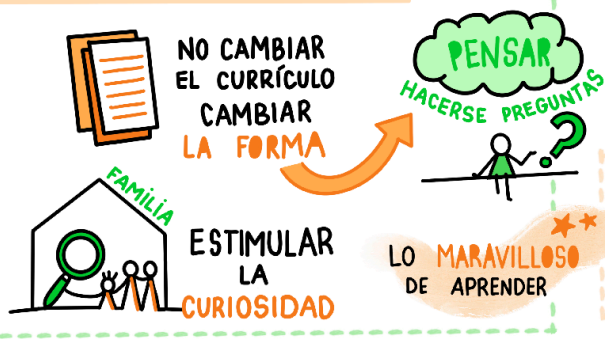 NO CAMBIAR
EL CURRÍCULO
CAMBIAR
LA FORMA
PENSAR
HACERSE PREGUNTAS
FAMILIA
ESTIMULAR
LA
CURIOSIDAD
LO MARAVILLOSO
DE APRENDER